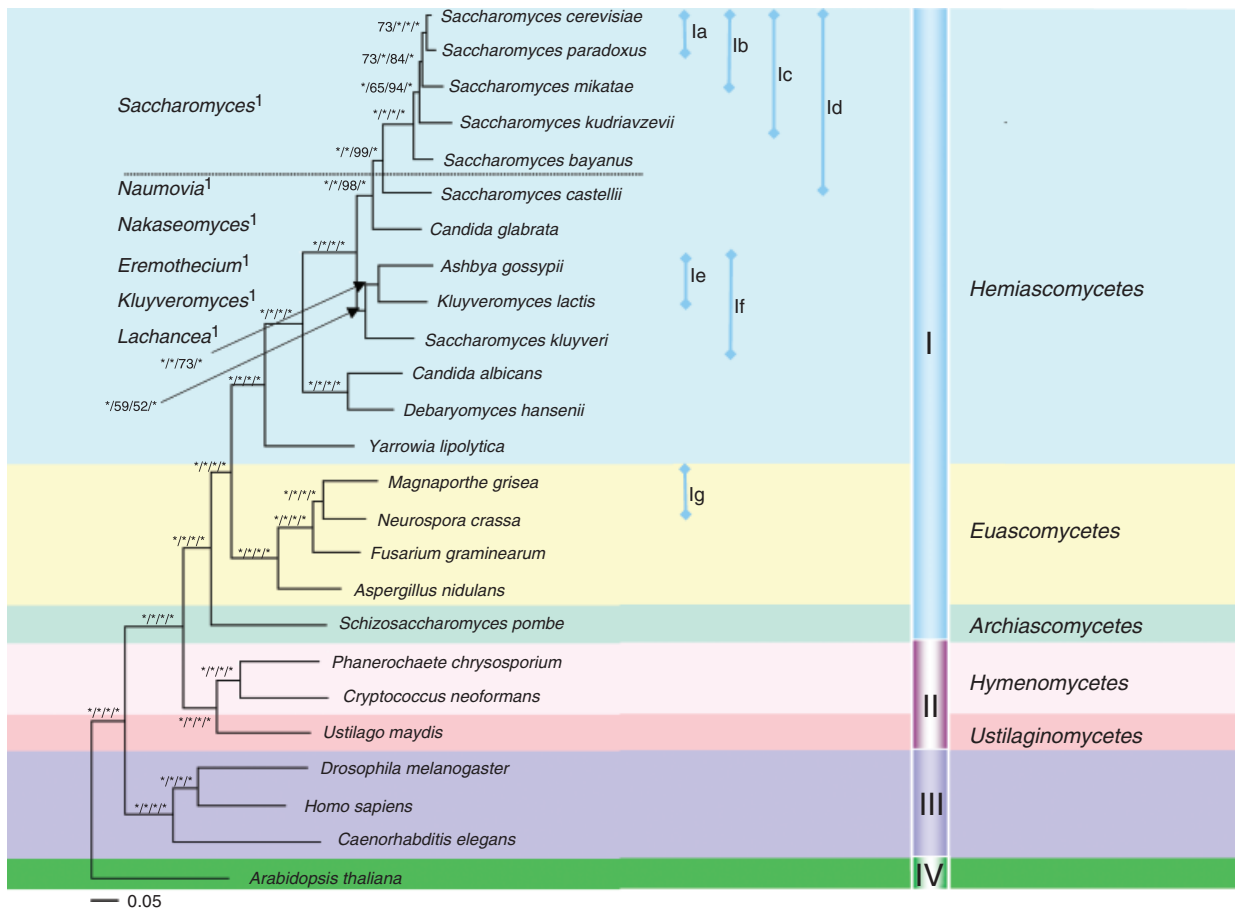 Saccharomyces cerevisiae
73/*/*/*
Ia
Ib
Saccharomyces paradoxus
73/*/84/*
Ic
Saccharomyces mikatae
*/65/94/*
Id
Saccharomyces¹
Saccharomyces kudriavzevii
*/*/*/*
*/*/99/*
Saccharomyces bayanus
*/*/98/*
Naumovia¹
Saccharomyces castellii
Nakaseomyces¹
Candida glabrata
*/*/*/*
Eremothecium¹
Ashbya gossypii
Ie
Hemiascomycetes
Kluyveromyces¹
Kluyveromyces lactis
If
*/*/*/*
Lachancea¹
Saccharomyces kluyveri
I
*/*/73/*
Candida albicans
*/*/*/*
*/*/*/*
*/59/52/*
Debaryomyces hansenii
Yarrowia lipolytica
*/*/*/*
Magnaporthe grisea
*/*/*/*
Ig
Neurospora crassa
*/*/*/*
Euascomycetes
*/*/*/*
Fusarium graminearum
*/*/*/*
Aspergillus nidulans
*/*/*/*
Schizosaccharomyces pombe
Archiascomycetes
Phanerochaete chrysosporium
*/*/*/*
Hymenomycetes
Cryptococcus neoformans
II
*/*/*/*
*/*/*/*
Ustilago maydis
Ustilaginomycetes
Drosophila melanogaster
*/*/*/*
Homo sapiens
III
*/*/*/*
Caenorhabditis elegans
Arabidopsis thaliana
IV
0.05